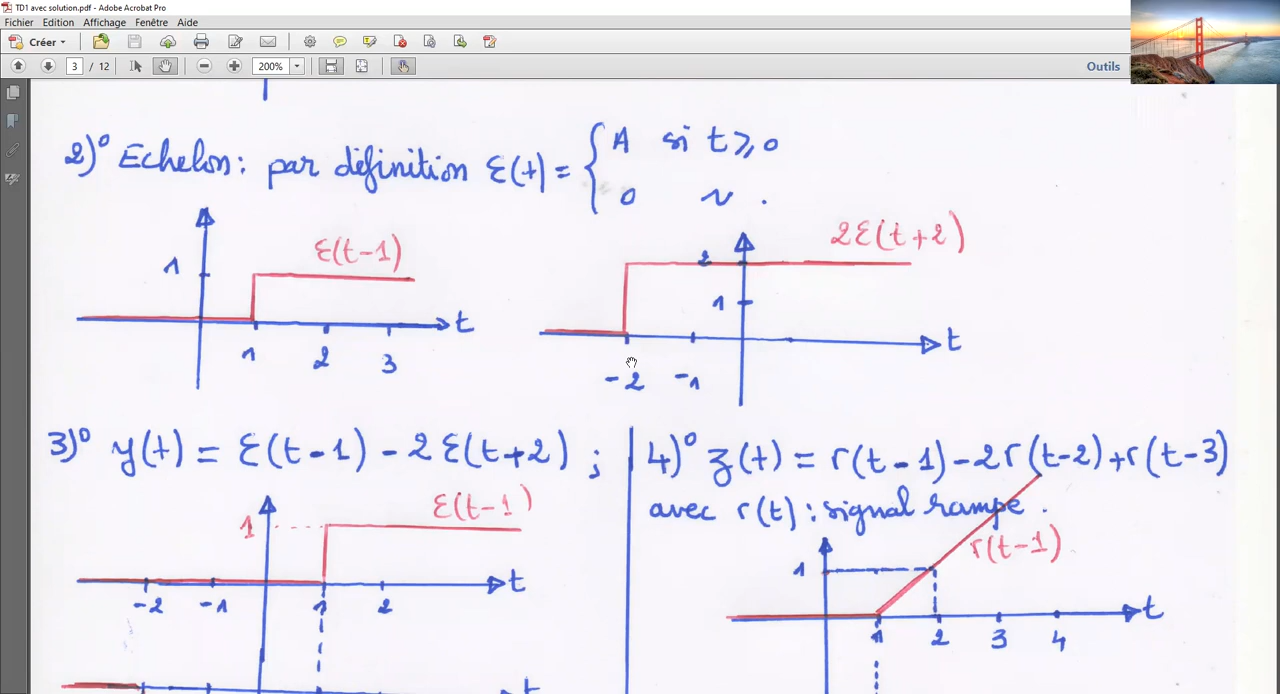 TD1 avec solution.pdf - Adobe Acrobat Pro
Fichier Edition Affichage Fenêtre Aide
Créer
3 / 12 200% Outils
2)° Echelon : par définition ε(t) = { A si t ≥ 0
0 ~ .
ε(t-1)
1
1 2 3 t
2ε(t+2)
2
1
-2 -1 t
3)° y(t) = ε(t-1) - 2ε(t+2) ;
ε(t-1)
1
-2 -1 1 2 t
t
4)° z(t) = r(t-1) - 2r(t-2) + r(t-3)
avec r(t) : signal rampe .
r(t-1)
1
1 2 3 4 t